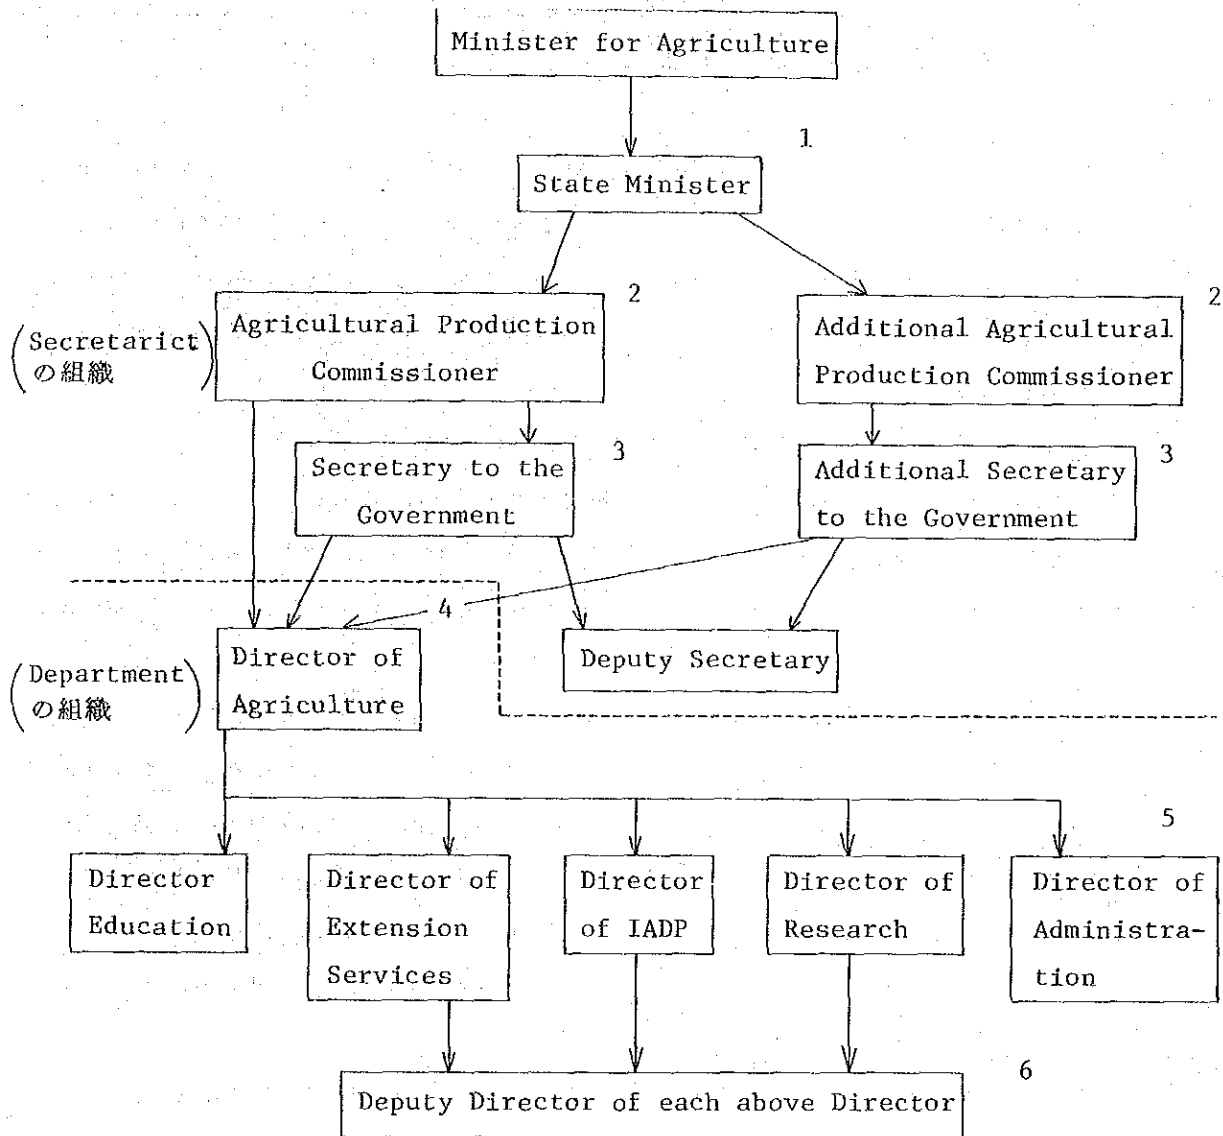 Minister for Agriculture
1
State Minister
2
2
(Secretarict
の組織)
Agricultural Production
Commissioner
Additional Agricultural
Production Commissioner
3
3
Secretary to the
Government
Additional Secretary
to the Government
4
(Department
の組織)
Director of
Agriculture
Deputy Secretary
5
Director
Education
Director of
Extension
Services
Director
of IADP
Director of
Research
Director of
Administra-
tion
6
Deputy Director of each above Director